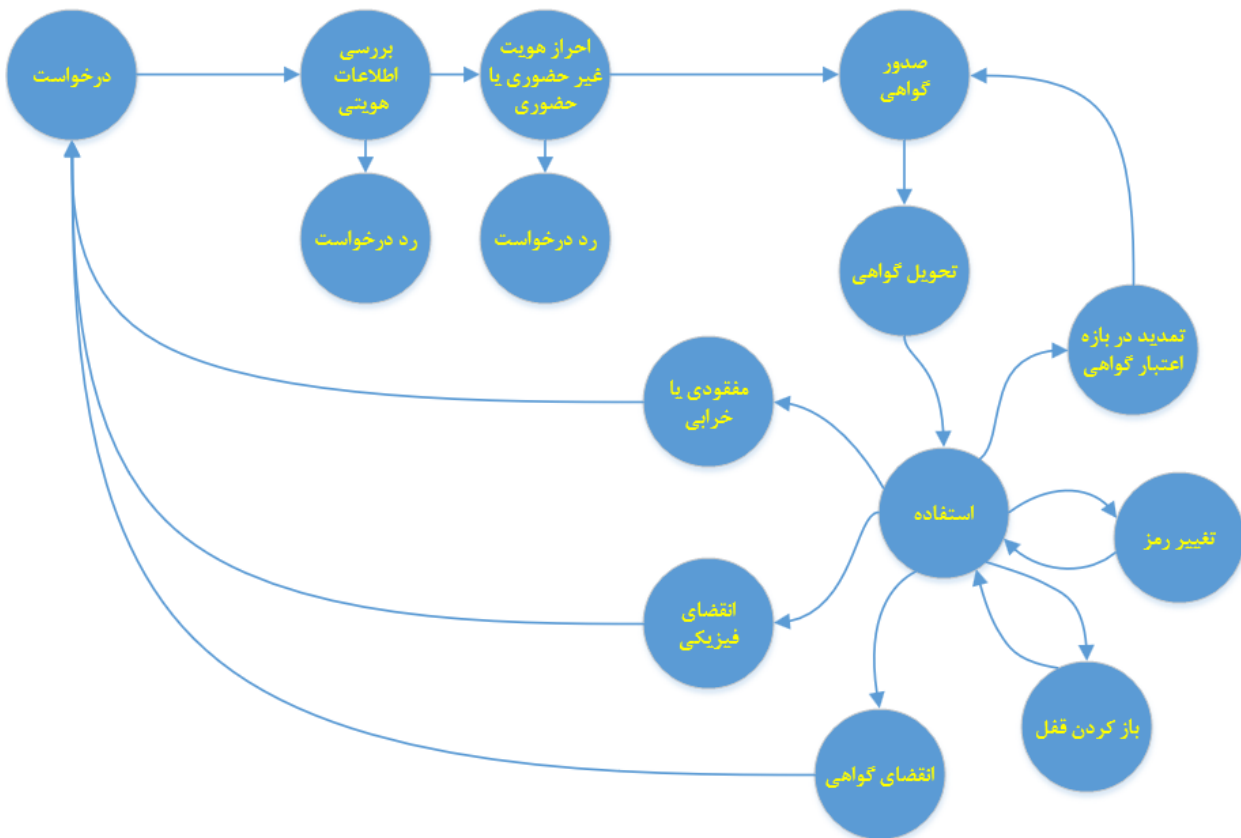 درخواست
بررسی
اطلاعات
هویتی
احراز هویت
غیر حضوری یا
حضوری
صدور
گواهی
رد درخواست
رد درخواست
تحویل گواهی
تمدید در بازه
اعتبار گواهی
مفقودی یا
خرابی
استفاده
تغییر رمز
انقضای
فیزیکی
باز کردن قفل
انقضای گواهی